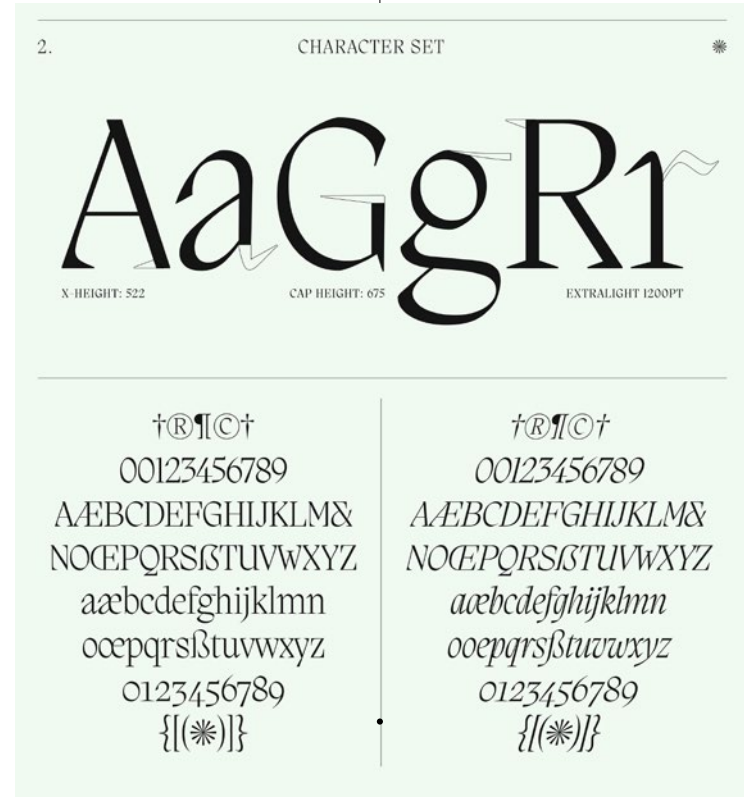 2.
CHARACTER SET
AaGgR1
X-HEIGHT: 522
CAP HEIGHT: 675
EXTRALIGHT 1200PT
†®¶©†
00123456789
AÆBCDEFGHIJKLM&
NOŒPQRSẞTUVWXYZ
aæbcdefghijklmn
oœpqrsßtuvwxyz
0123456789
{[(✺)]}
†®¶©†
00123456789
AÆBCDEFGHIJKLM&
NOŒPQRSẞTUVWXYZ
aæbcdefghijklmn
oœpqrsßtuvwxyz
0123456789
{[(✺)]}